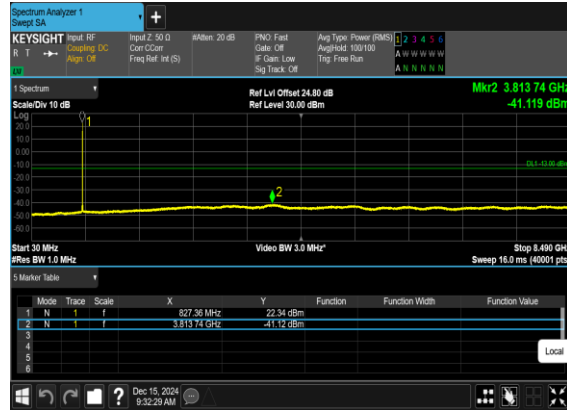 Spectrum Analyzer 1
Swept SA
+
KEYSIGHT Input: RF Input Z: 50 Ω #Atten: 20 dB PNO: Fast Avg Type: Power (RMS) 1 2 3 4 5 6
R T Coupling: DC Corr CCorr Gate: Off Avg|Hold: 100/100 A W W W W W
Align: Off Freq Ref: Int (S) IF Gain: Low Trig: Free Run
Sig Track: Off A N N N N N
1 Spectrum Ref Lvl Offset 24.80 dB Mkr2 3.813 74 GHz
Scale/Div 10 dB Ref Level 30.00 dBm -41.119 dBm
Log
1
20.0
10.0
0.00
-10.0
DL1 -13.00 dBm
-20.0
-30.0
2
-40.0
-50.0
-60.0
Start 30 MHz Video BW 3.0 MHz* Stop 8.490 GHz
#Res BW 1.0 MHz Sweep 16.0 ms (40001 pts)
5 Marker Table
Mode Trace Scale X Y Function Function Width Function Value
1 N 1 f 827.36 MHz 22.34 dBm
2 N 1 f 3.813 74 GHz -41.12 dBm
3
4
5
6
Local
? Dec 15, 2024
9:32:29 AM